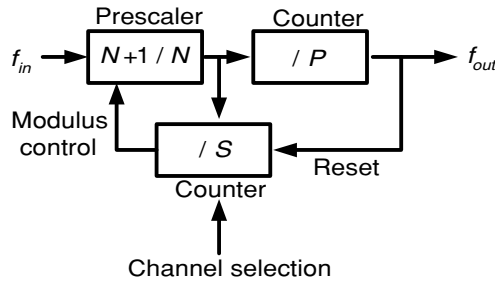 Prescaler
Counter
f_in
N+1 / N
/ P
f_out
Modulus
control
/ S
Reset
Counter
Channel selection